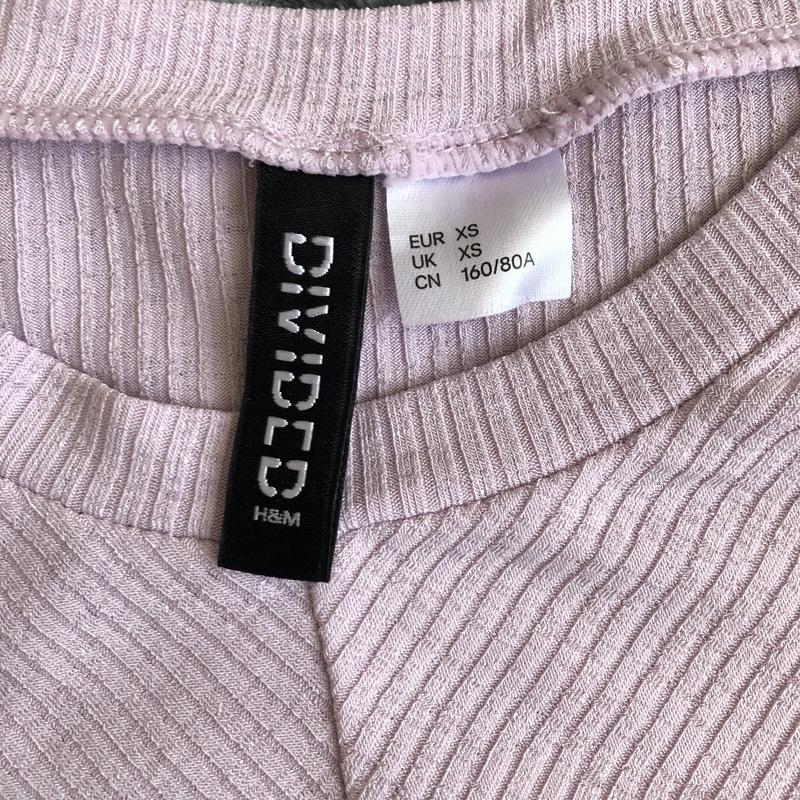 DIVIDED
H&M
EUR XS
UK XS
CN 160/80A